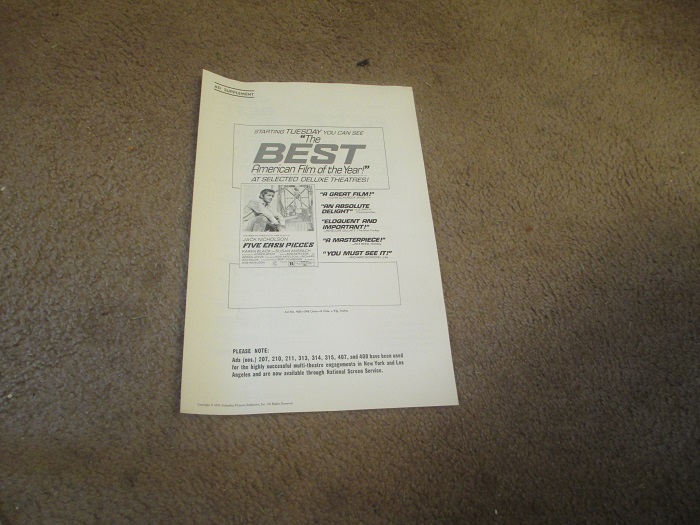 AD SUPPLEMENT
STARTING TUESDAY YOU CAN SEE
"The
BEST
American Film of the Year!"
AT SELECTED DELUXE THEATRES!
"A GREAT FILM!"
"AN ABSOLUTE
DELIGHT"
"ELOQUENT AND
IMPORTANT!"
"A MASTERPIECE!"
"YOU MUST SEE IT!"
JACK NICHOLSON
FIVE EASY PIECES
PLEASE NOTE:
Ads (nos.) 207, 210, 211, 313, 314, 315, 407, and 408 have been used
for the highly successful multi-theatre engagements in New York and Los
Angeles and are now available through National Screen Service.